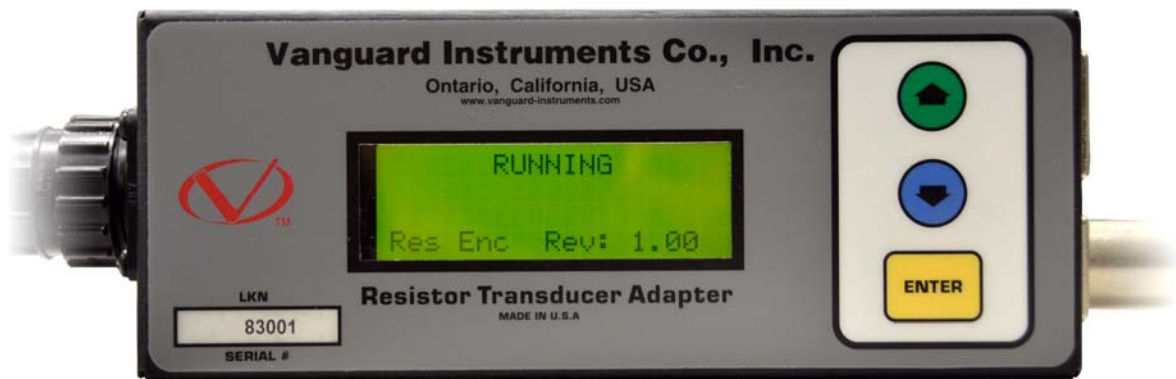 Vanguard Instruments Co., Inc.
Ontario, California, USA
www.vanguard-instruments.com
RUNNING
Res Enc Rev: 1.00
TM
LKN
83001
SERIAL #
Resistor Transducer Adapter
MADE IN U.S.A
ENTER